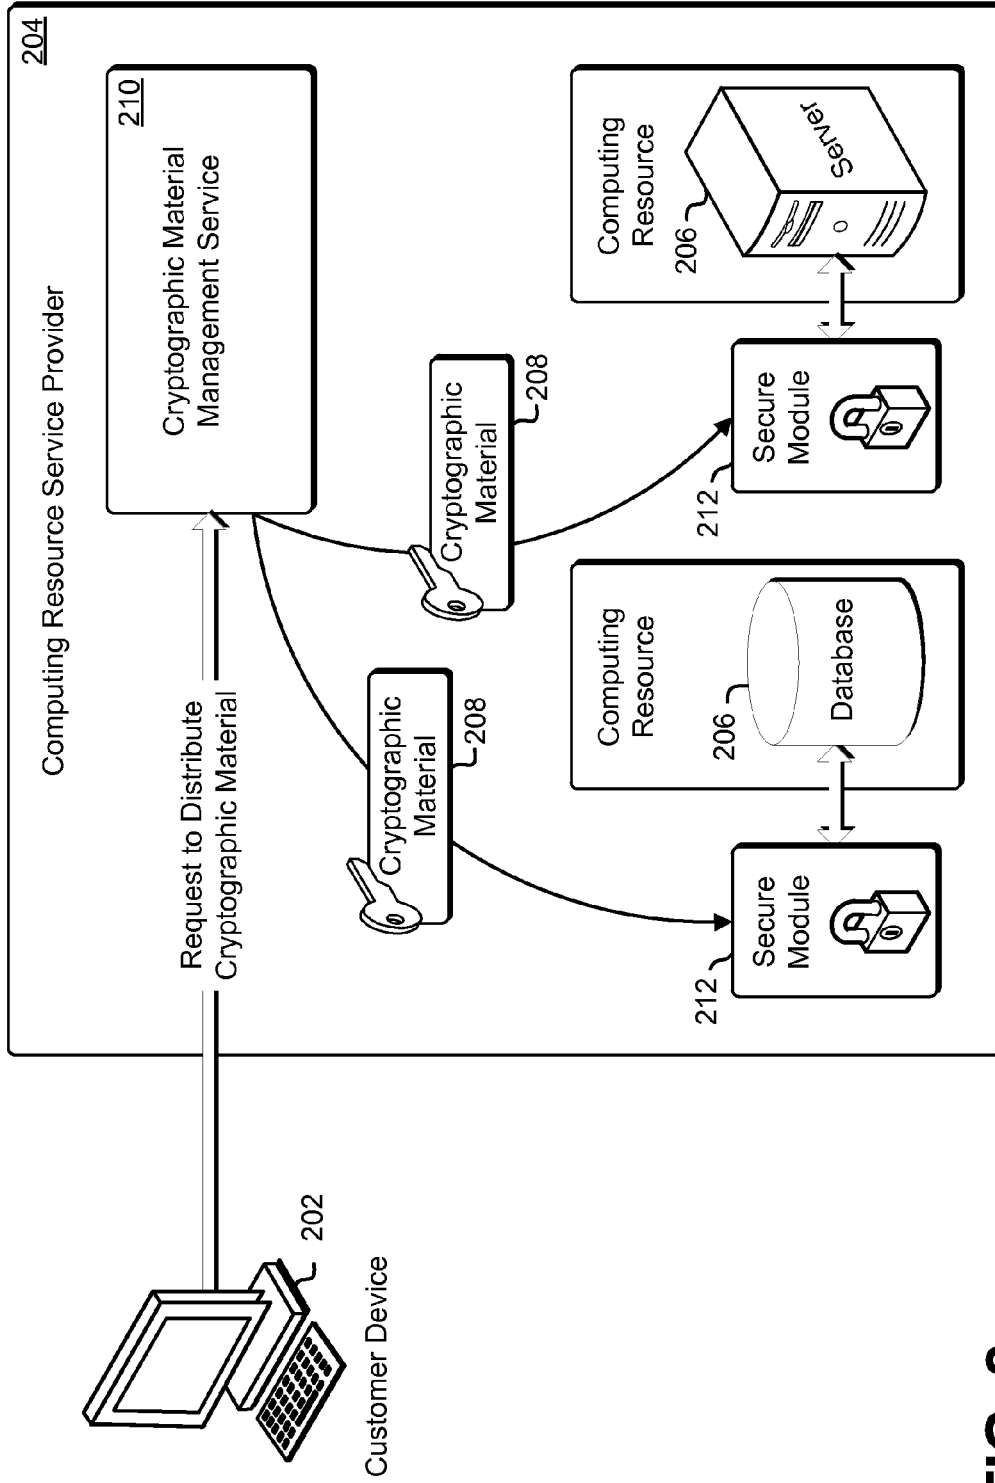 Computing Resource Service Provider
204
Request to Distribute
Cryptographic Material
210
Cryptographic Material
Management Service
202
Customer Device
Cryptographic
Material
208
Cryptographic
Material
208
212
Secure
Module
Computing
Resource
206
Database
212
Secure
Module
Computing
Resource
206
Server